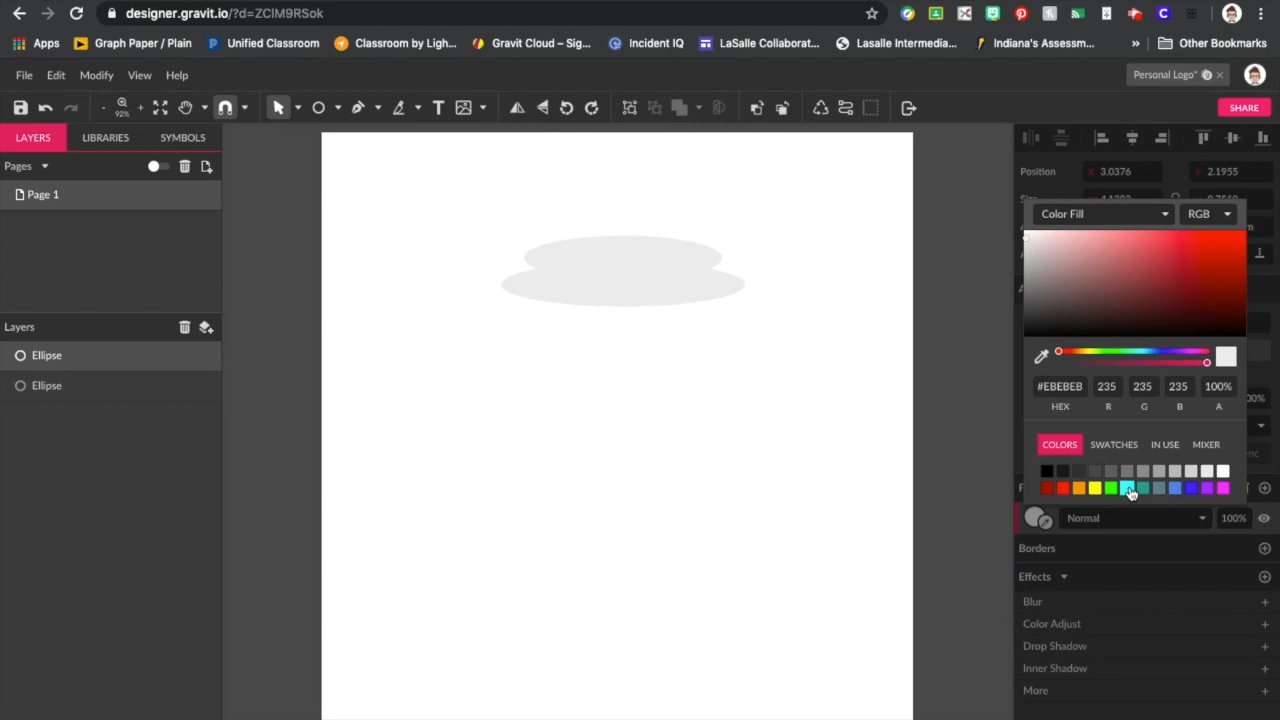 designer.gravit.io/?d=ZClM9RSok
Apps Graph Paper / Plain Unified Classroom Classroom by Ligh... Gravit Cloud – Sig... Incident IQ LaSalle Collaborat... Lasalle Intermedia... Indiana's Assessm... » Other Bookmarks
File Edit Modify View Help Personal Logo*
92%
SHARE
LAYERS LIBRARIES SYMBOLS
Pages
Page 1
Layers
Ellipse
Ellipse
Position X 3.0376 Y 2.1955
Color Fill RGB
#EBEBEB 235 235 235 100%
HEX R G B A
COLORS SWATCHES IN USE MIXER
Normal 100%
Borders
Effects
Blur
Color Adjust
Drop Shadow
Inner Shadow
More